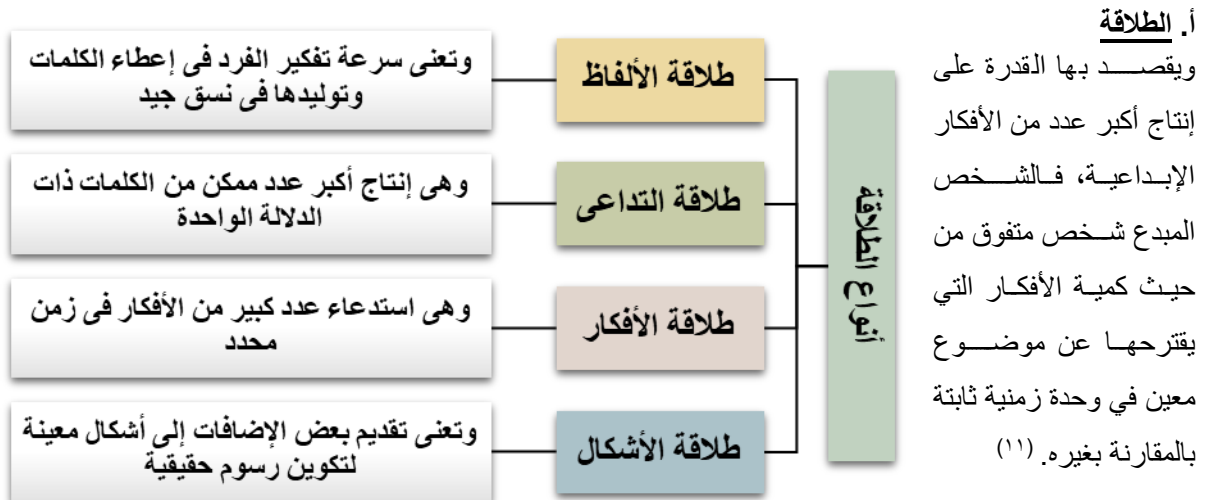 أ. الطلاقة
ويقصد بها القدرة على
إنتاج أكبر عدد من الأفكار
الإبداعية، فالشخص
المبدع شخص متفوق من
حيث كمية الأفكار التي
يقترحها عن موضوع
معين في وحدة زمنية ثابتة
بالمقارنة بغيره. (١١)
أنواع الطلاقة
طلاقة الألفاظ
وتعنى سرعة تفكير الفرد فى إعطاء الكلمات
وتوليدها فى نسق جيد
طلاقة التداعى
وهى إنتاج أكبر عدد ممكن من الكلمات ذات
الدلالة الواحدة
طلاقة الأفكار
وهى استدعاء عدد كبير من الأفكار فى زمن
محدد
طلاقة الأشكال
وتعنى تقديم بعض الإضافات إلى أشكال معينة
لتكوين رسوم حقيقية